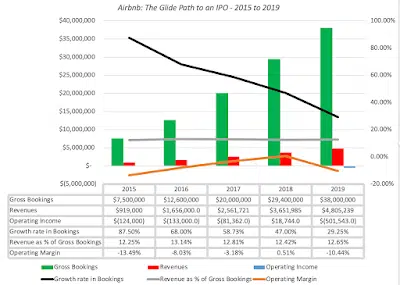 Airbnb: The Glide Path to an IPO - 2015 to 2019
$40,000,000 100.00%
$35,000,000 80.00%
$30,000,000
$25,000,000 60.00%
$20,000,000 40.00%
$15,000,000
$10,000,000 20.00%
$5,000,000 0.00%
$-
$(5,000,000) -20.00%
2015 2016 2017 2018 2019
Gross Bookings $7,500,000 $12,600,000 $20,000,000 $29,400,000 $38,000,000
Revenues $919,000 $1,656,000.0 $2,561,721 $3,651,985 $4,805,239
Operating Income $(124,000) $(133,000.0) $(81,362.0) $18,744.0 $(501,543.0)
Growth rate in Bookings 87.50% 68.00% 58.73% 47.00% 29.25%
Revenue as % of Gross Bookings 12.25% 13.14% 12.81% 12.42% 12.65%
Operating Margin -13.49% -8.03% -3.18% 0.51% -10.44%
Gross Bookings Revenues Operating Income
Growth rate in Bookings Revenue as % of Gross Bookings Operating Margin